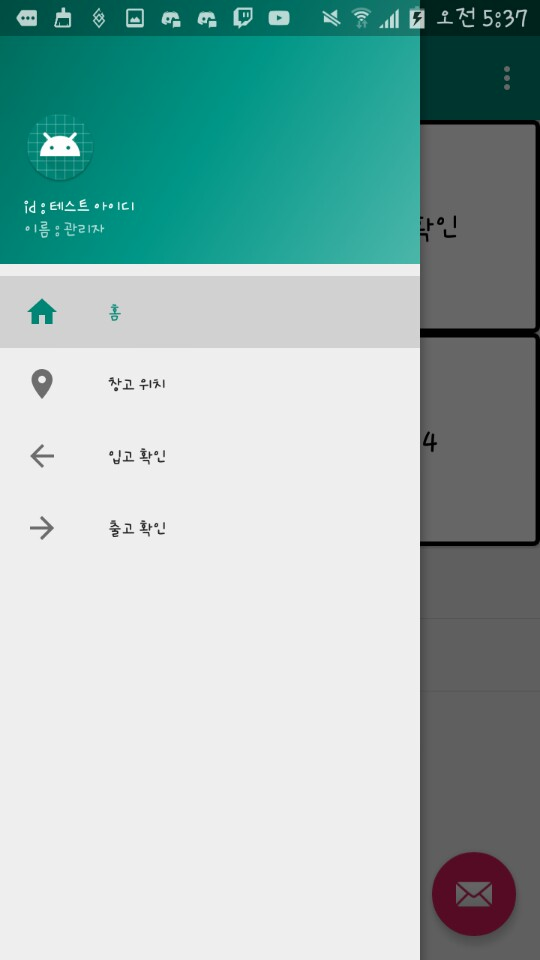 오전 5:37
id : 테스트 아이디
이름 : 관리자
홈
창고 위치
입고 확인
출고 확인
확인
4